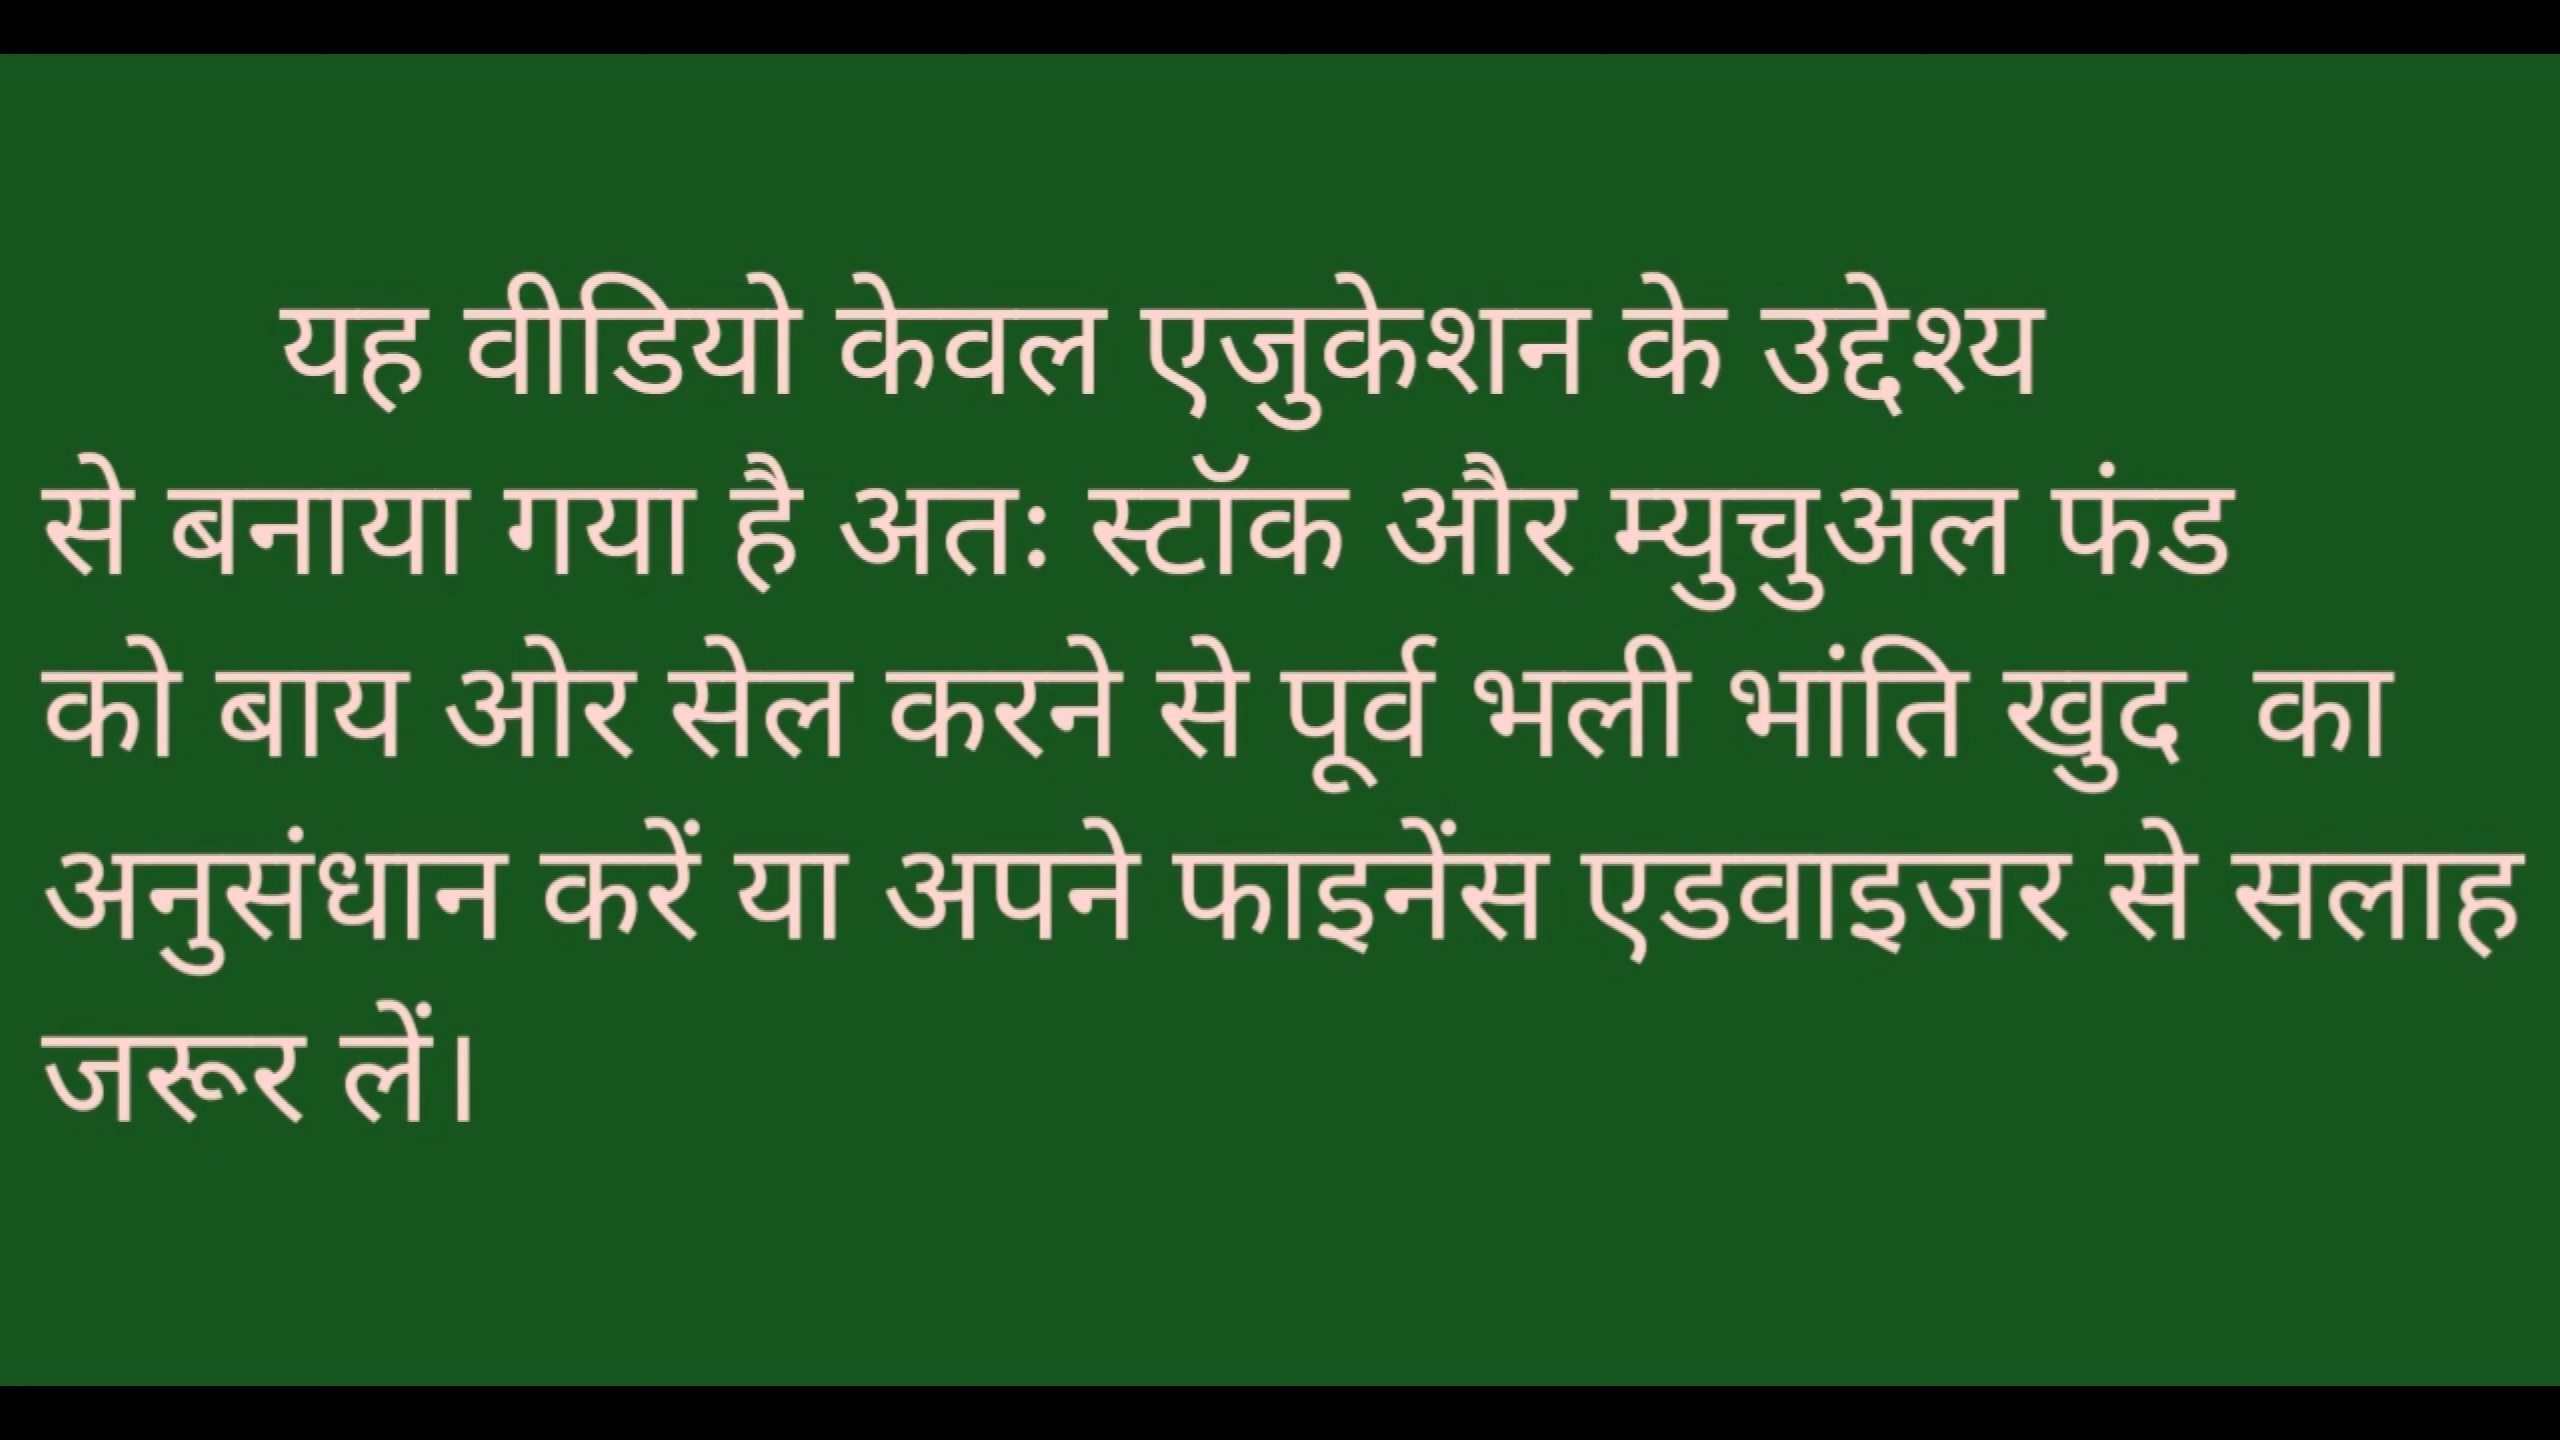 यह वीडियो केवल एजुकेशन के उद्देश्य
से बनाया गया है अतः स्टॉक और म्युचुअल फंड
को बाय ओर सेल करने से पूर्व भली भांति खुद का
अनुसंधान करें या अपने फाइनेंस एडवाइजर से सलाह
जरूर लें।